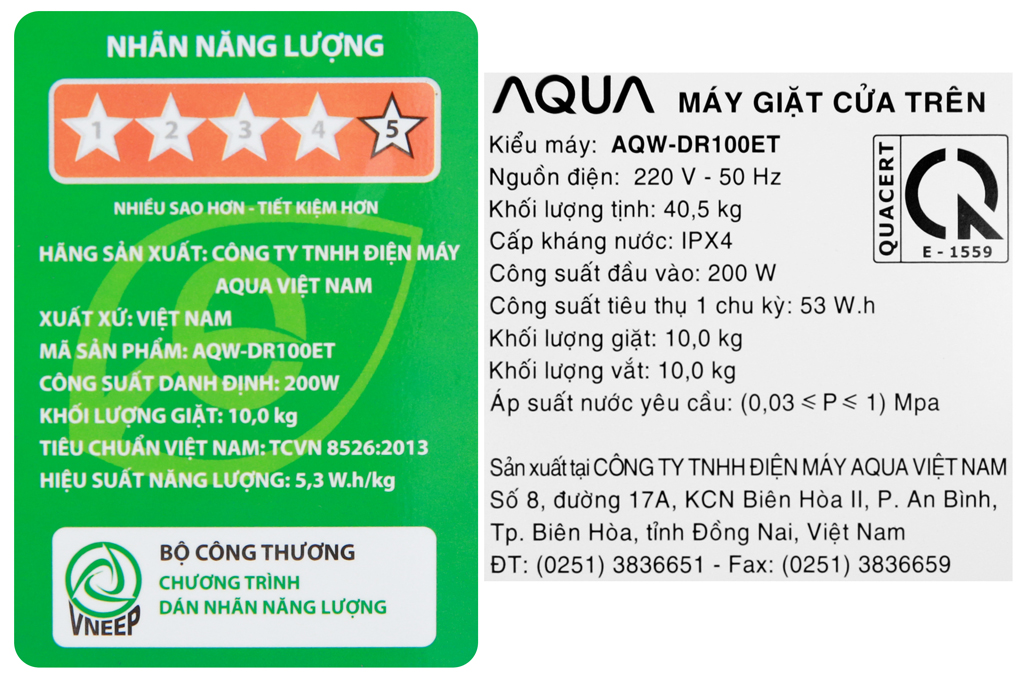 NHÃN NĂNG LƯỢNG
1 2 3 4 5
NHIỀU SAO HƠN - TIẾT KIỆM HƠN
HÃNG SẢN XUẤT: CÔNG TY TNHH ĐIỆN MÁY
AQUA VIỆT NAM
XUẤT XỨ: VIỆT NAM
MÃ SẢN PHẨM: AQW-DR100ET
CÔNG SUẤT DANH ĐỊNH: 200W
KHỐI LƯỢNG GIẶT: 10,0 kg
TIÊU CHUẨN VIỆT NAM: TCVN 8526:2013
HIỆU SUẤT NĂNG LƯỢNG: 5,3 W.h/kg
BỘ CÔNG THƯƠNG
CHƯƠNG TRÌNH
DÁN NHÃN NĂNG LƯỢNG
VNEEP
AQUA MÁY GIẶT CỬA TRÊN
Kiểu máy: AQW-DR100ET
Nguồn điện: 220 V - 50 Hz
Khối lượng tịnh: 40,5 kg
Cấp kháng nước: IPX4
Công suất đầu vào: 200 W
Công suất tiêu thụ 1 chu kỳ: 53 W.h
Khối lượng giặt: 10,0 kg
Khối lượng vắt: 10,0 kg
Áp suất nước yêu cầu: (0,03 ≤ P ≤ 1) Mpa
QUACERT
E - 1559
Sản xuất tại CÔNG TY TNHH ĐIỆN MÁY AQUA VIỆT NAM
Số 8, đường 17A, KCN Biên Hòa II, P. An Bình,
Tp. Biên Hòa, tỉnh Đồng Nai, Việt Nam
ĐT: (0251) 3836651 - Fax: (0251) 3836659